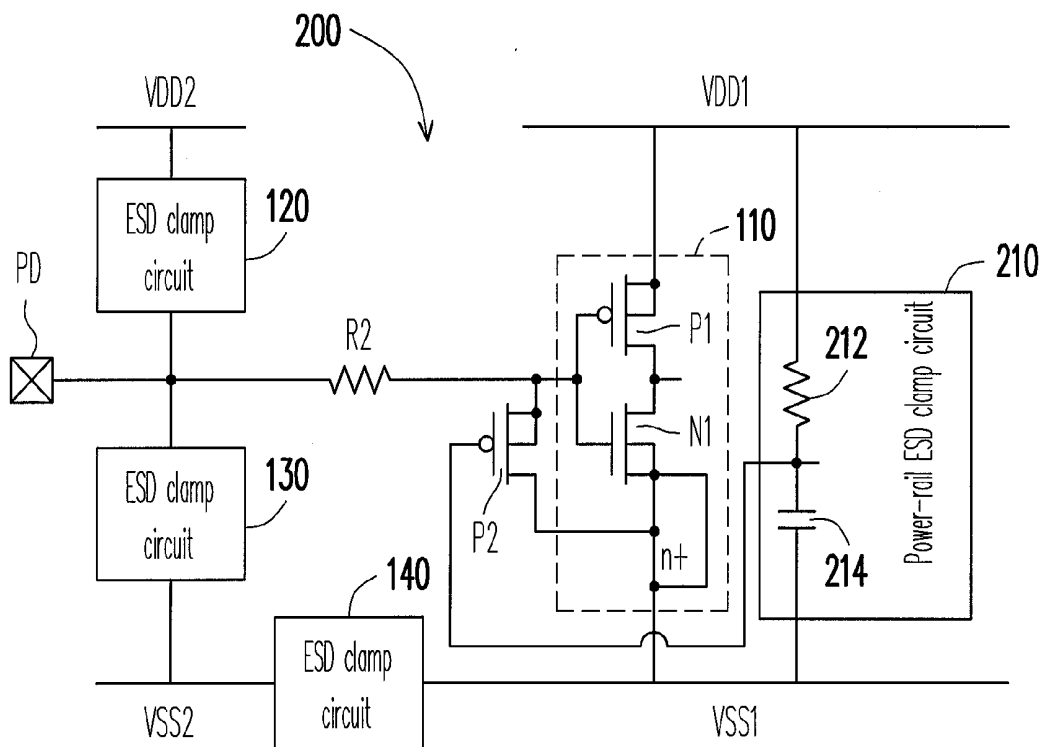 200
VDD2
VDD1
ESD clamp
circuit
120
110
210
PD
R2
P1
212
Power-rail ESD clamp circuit
N1
ESD clamp
circuit
130
P2
n+
214
140
ESD clamp
circuit
VSS2
VSS1